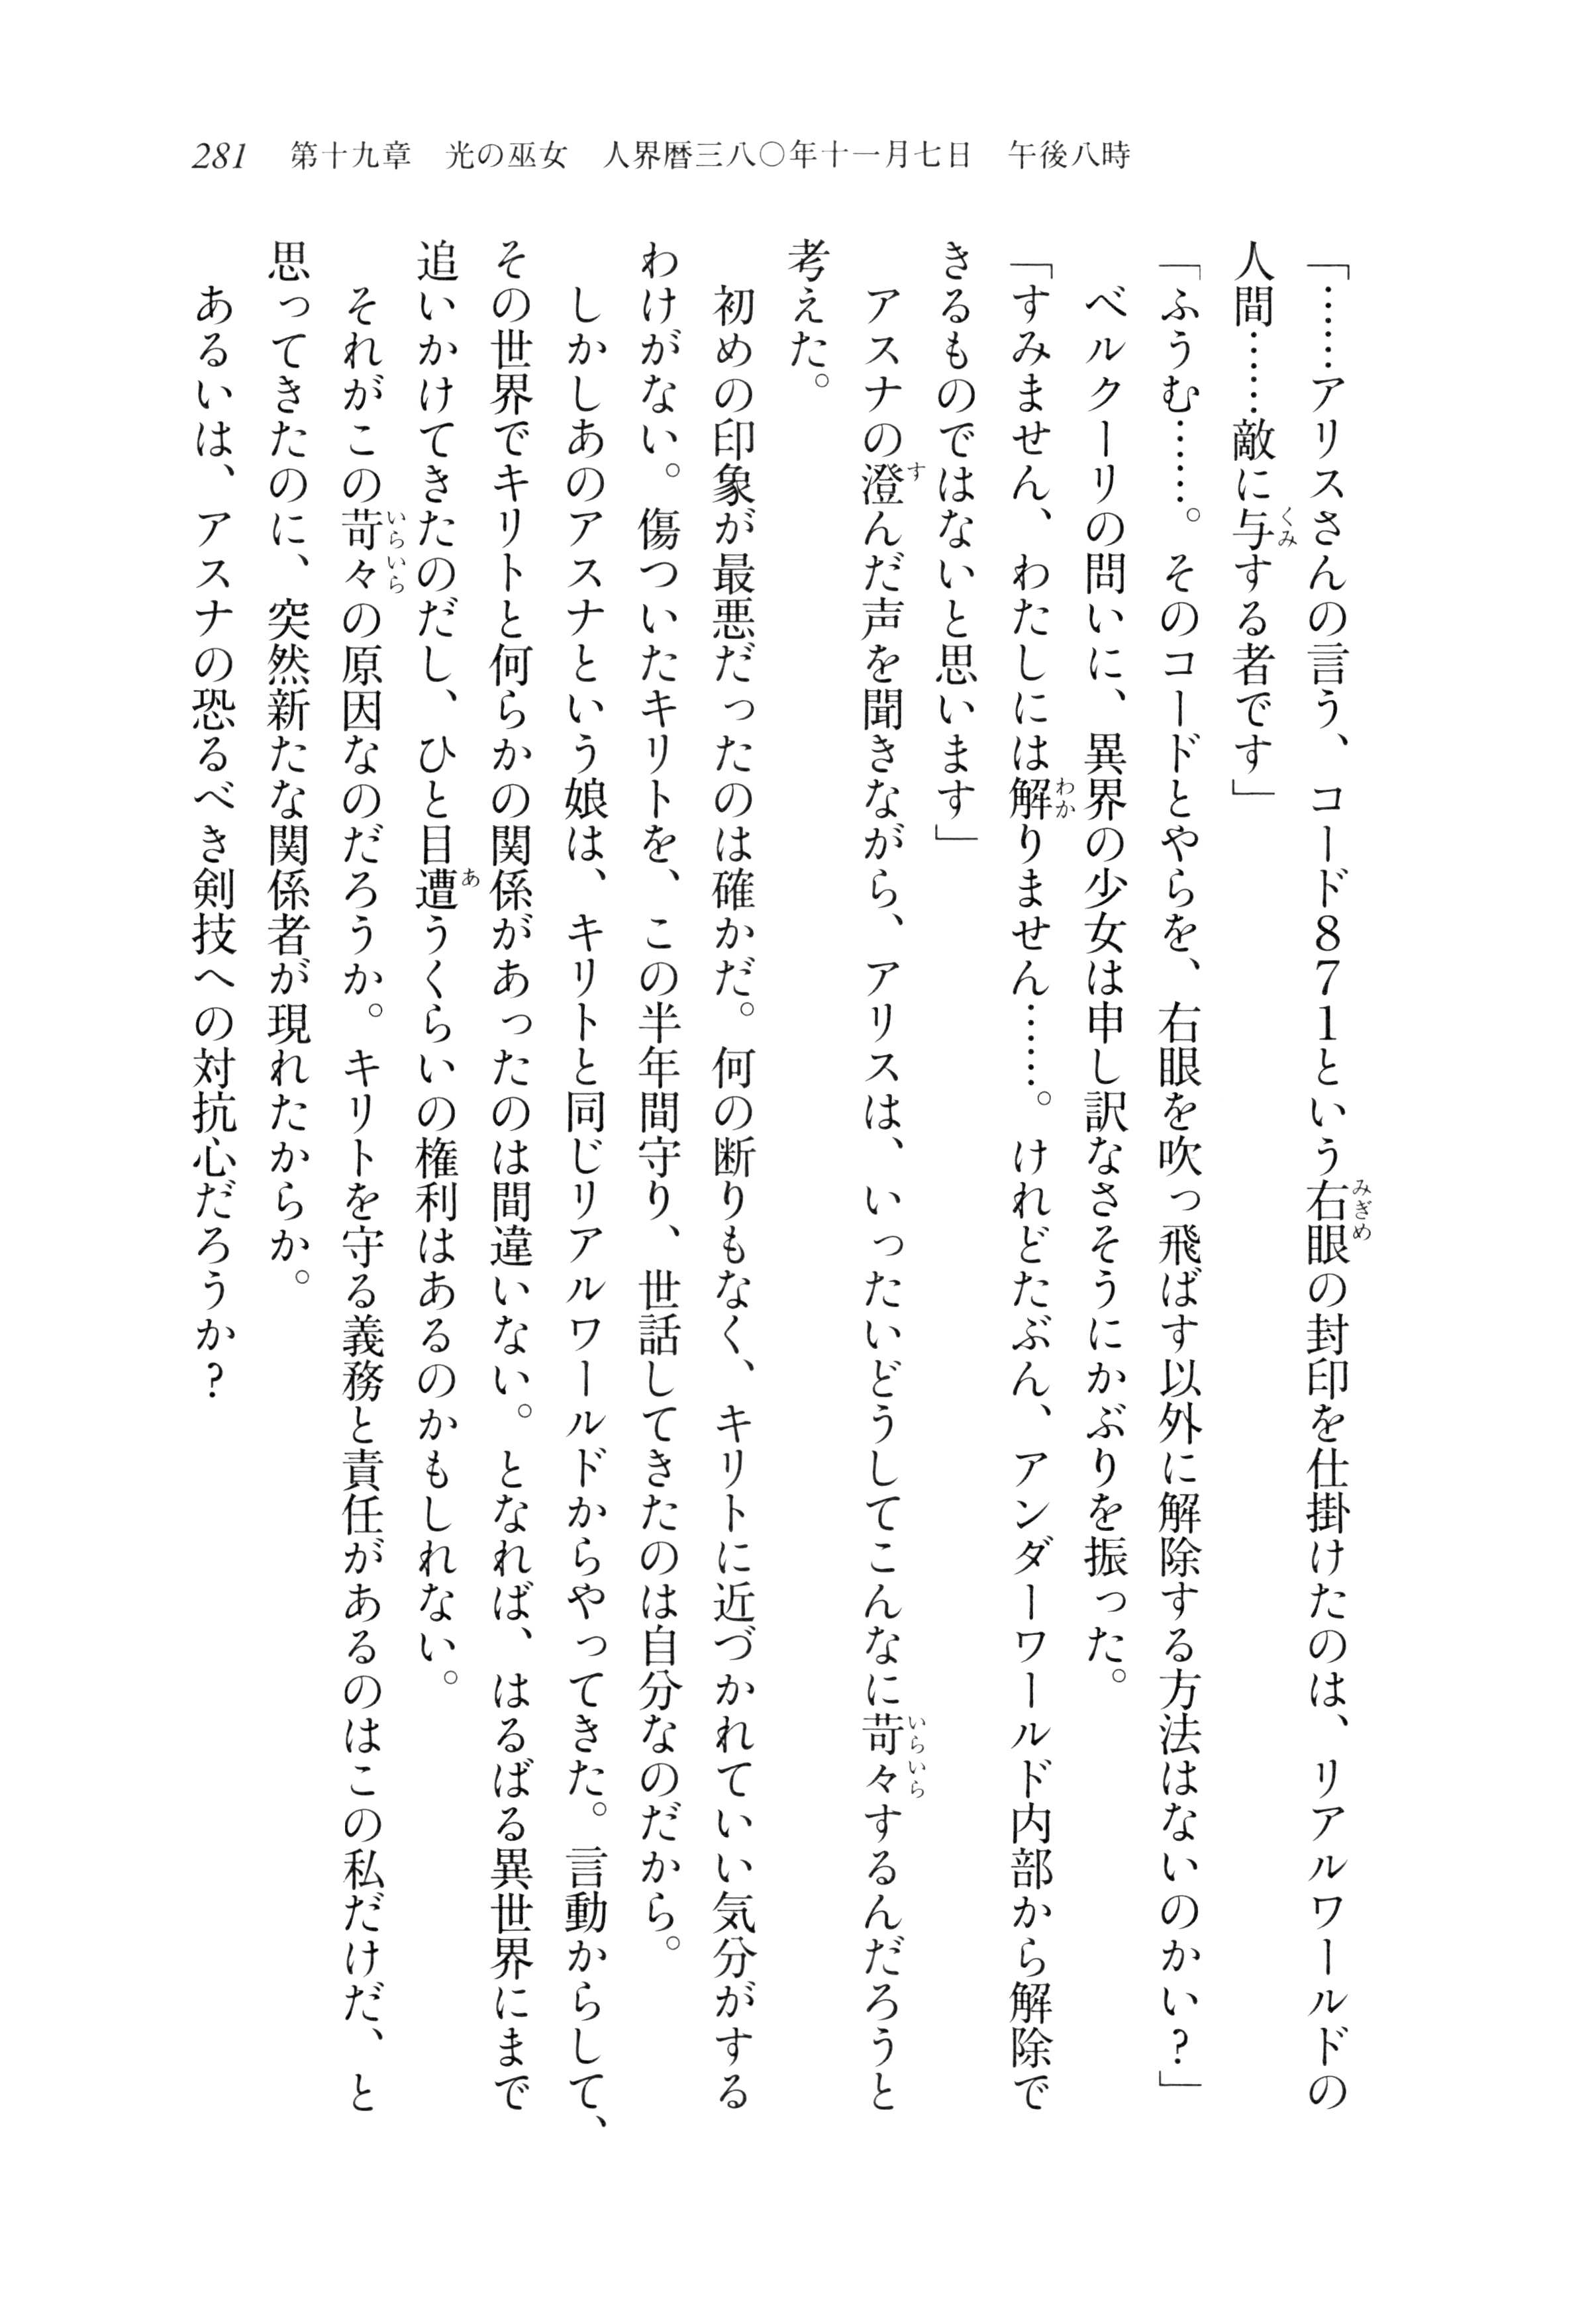 281　第十九章　光の巫女　人界暦三八〇年十一月七日　午後八時
「……アリスさんの言う、コード871という右眼の封印を仕掛けたのは、リアルワールドの
人間……敵に与する者です」
「ふうむ……。そのコードとやらを、右眼を吹っ飛ばす以外に解除する方法はないのかい？」
　ベルクーリの問いに、異界の少女は申し訳なさそうにかぶりを振った。
「すみません、わたしには解りません……。けれどたぶん、アンダーワールド内部から解除で
きるものではないと思います」
　アスナの澄んだ声を聞きながら、アリスは、いったいどうしてこんなに苛々するんだろうと
考えた。
　初めの印象が最悪だったのは確かだ。何の断りもなく、キリトに近づかれていい気分がする
わけがない。傷ついたキリトを、この半年間守り、世話してきたのは自分なのだから。
　しかしあのアスナという娘は、キリトと同じリアルワールドからやってきた。言動からして、
その世界でキリトと何らかの関係があったのは間違いない。となれば、はるばる異世界にまで
追いかけてきたのだし、ひと目遭うくらいの権利はあるのかもしれない。
　それがこの苛々の原因なのだろうか。キリトを守る義務と責任があるのはこの私だけだ、と
思ってきたのに、突然新たな関係者が現れたからか。
　あるいは、アスナの恐るべき剣技への対抗心だろうか？